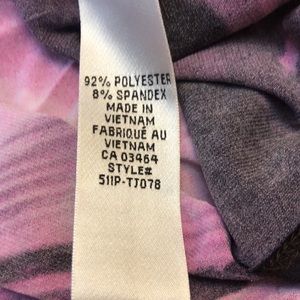 92% POLYESTER
8% SPANDEX
MADE IN
VIETNAM
FABRIQUÉ AU
VIETNAM
CA 03464
STYLE#
511P-TJ078